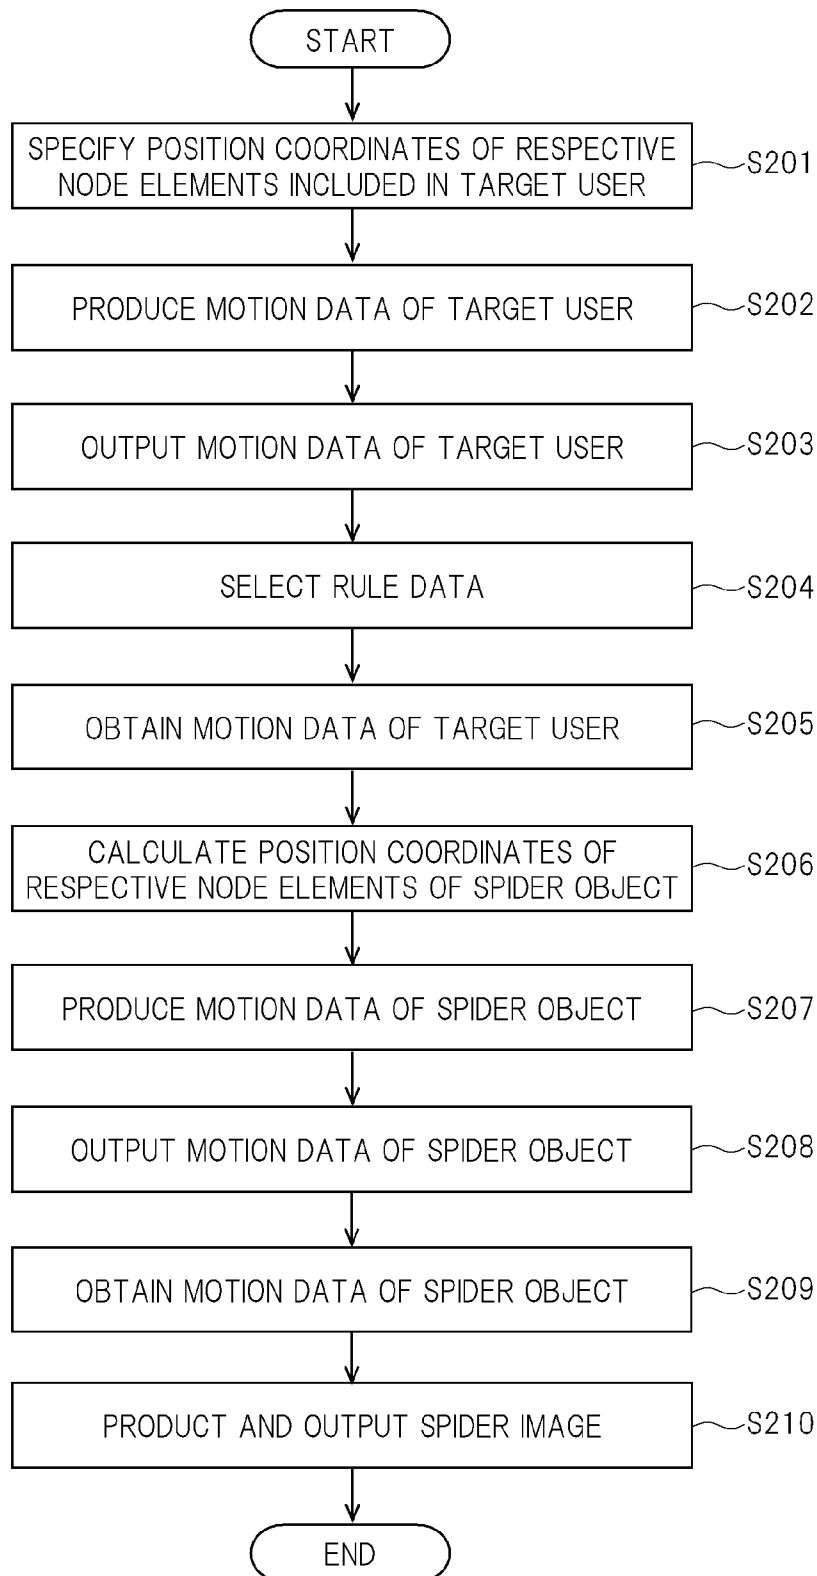 START
SPECIFY POSITION COORDINATES OF RESPECTIVE
NODE ELEMENTS INCLUDED IN TARGET USER
S201
PRODUCE MOTION DATA OF TARGET USER
S202
OUTPUT MOTION DATA OF TARGET USER
S203
SELECT RULE DATA
S204
OBTAIN MOTION DATA OF TARGET USER
S205
CALCULATE POSITION COORDINATES OF
RESPECTIVE NODE ELEMENTS OF SPIDER OBJECT
S206
PRODUCE MOTION DATA OF SPIDER OBJECT
S207
OUTPUT MOTION DATA OF SPIDER OBJECT
S208
OBTAIN MOTION DATA OF SPIDER OBJECT
S209
PRODUCT AND OUTPUT SPIDER IMAGE
S210
END